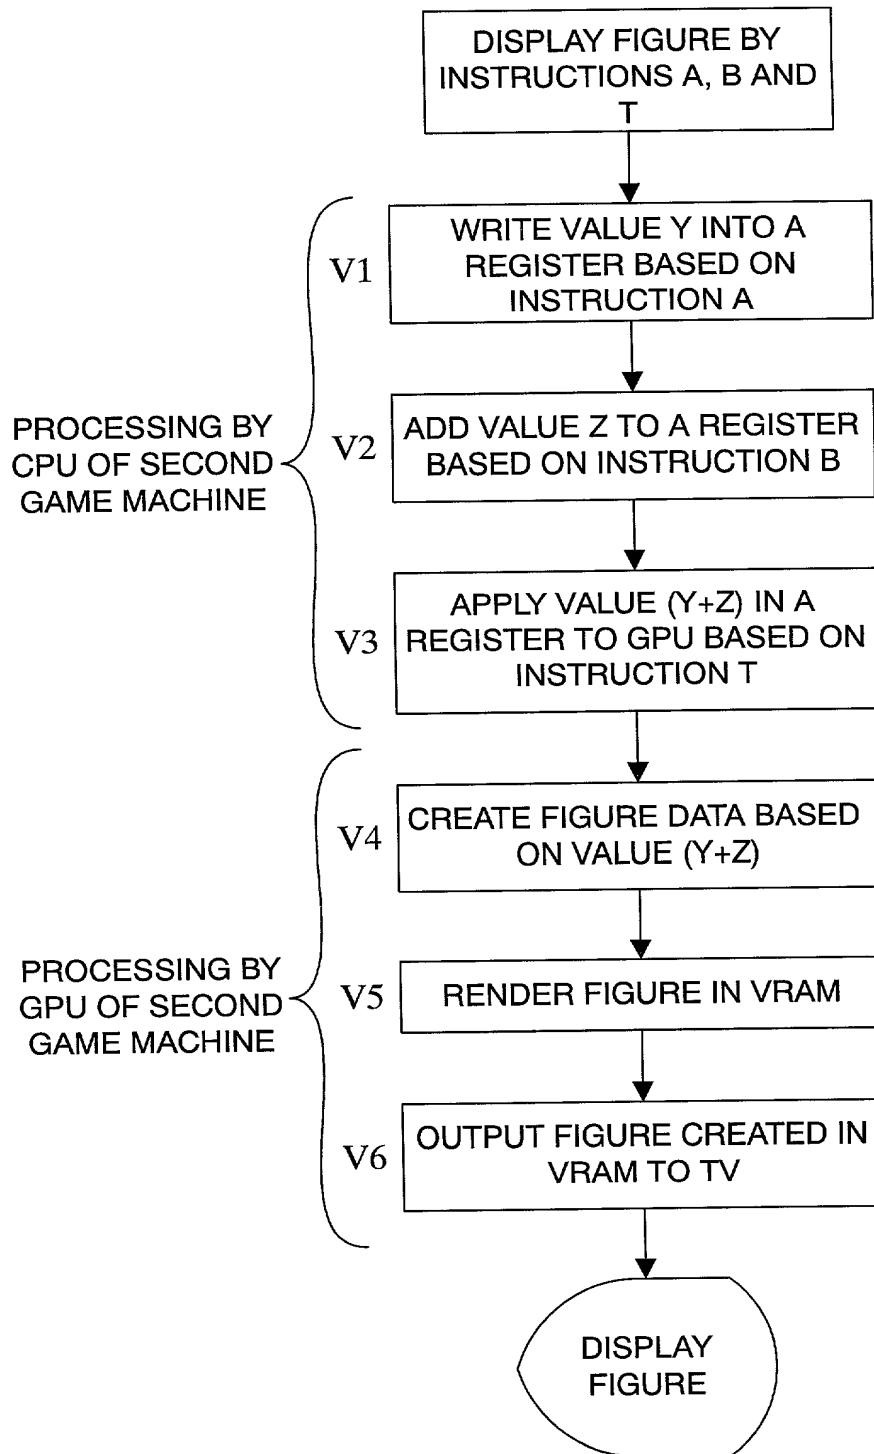 DISPLAY FIGURE BY
INSTRUCTIONS A, B AND
T
V1
WRITE VALUE Y INTO A
REGISTER BASED ON
INSTRUCTION A
PROCESSING BY
CPU OF SECOND
GAME MACHINE
V2
ADD VALUE Z TO A REGISTER
BASED ON INSTRUCTION B
V3
APPLY VALUE (Y+Z) IN A
REGISTER TO GPU BASED ON
INSTRUCTION T
V4
CREATE FIGURE DATA BASED
ON VALUE (Y+Z)
PROCESSING BY
GPU OF SECOND
GAME MACHINE
V5
RENDER FIGURE IN VRAM
V6
OUTPUT FIGURE CREATED IN
VRAM TO TV
DISPLAY
FIGURE